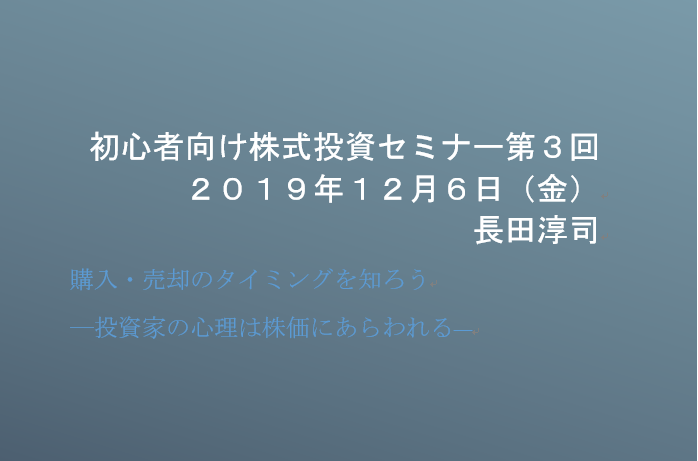 初心者向け株式投資セミナー第３回
２０１９年１２月６日（金）
長田淳司
購入・売却のタイミングを知ろう
―投資家の心理は株価にあらわれる―